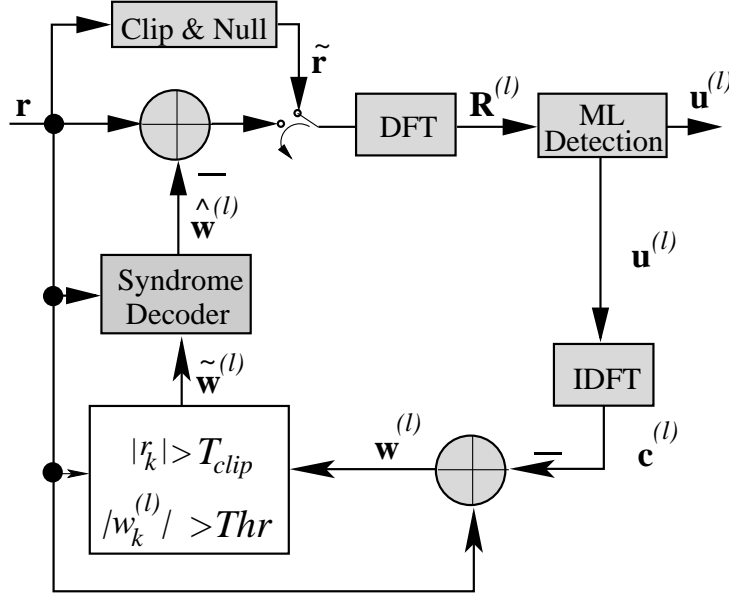 Clip & Null
r̃
r
DFT
R^(l)
ML
Detection
u^(l)
−
ŵ^(l)
u^(l)
Syndrome
Decoder
w̃^(l)
IDFT
|r_k| > T_clip
|w_k^(l)| > Thr
w^(l)
−
c^(l)